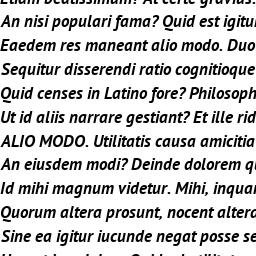 Etiam beatissimum? At certe gravius.
An nisi populari fama? Quid est igitu
Eaedem res maneant alio modo. Duo
Sequitur disserendi ratio cognitioque
Quid censes in Latino fore? Philosoph
Ut id aliis narrare gestiant? Et ille rid
ALIO MODO. Utilitatis causa amicitia
An eiusdem modi? Deinde dolorem qu
Id mihi magnum videtur. Mihi, inquam
Quorum altera prosunt, nocent altera
Sine ea igitur iucunde negat posse se